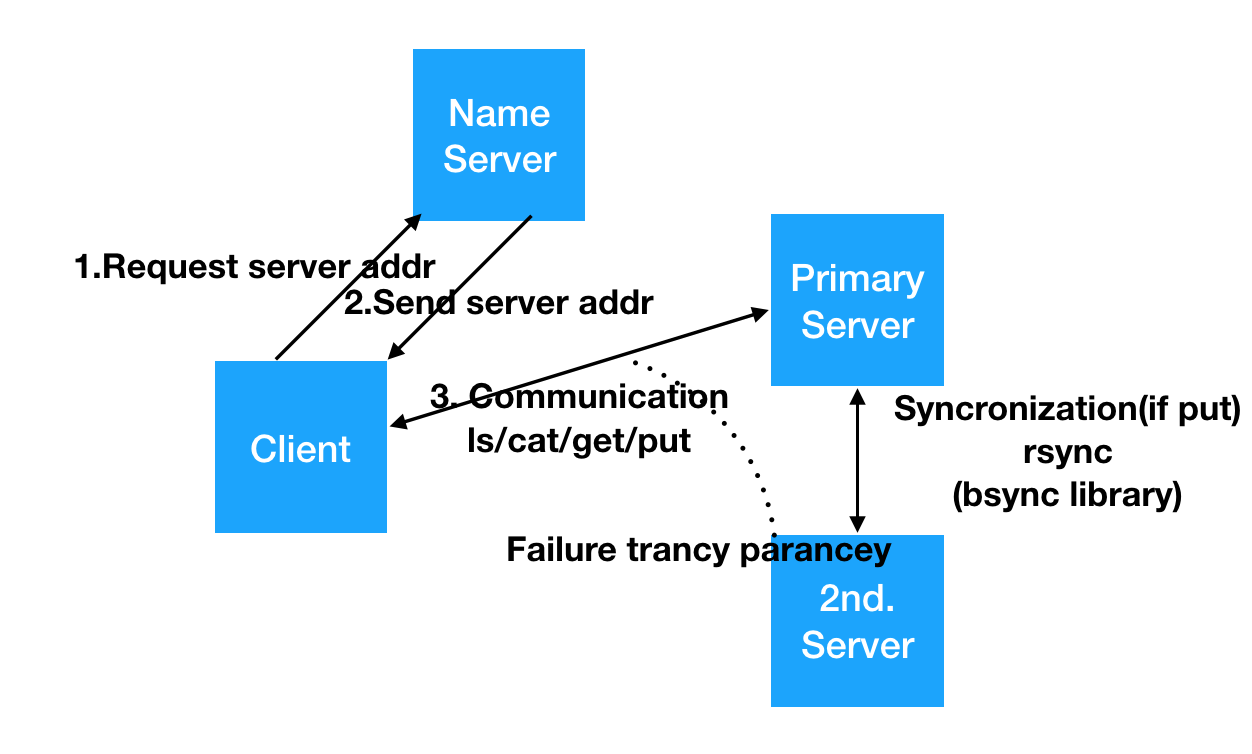 Name
Server
1.Request server addr
2.Send server addr
Primary
Server
Client
3. Communication
ls/cat/get/put
Syncronization(if put)
rsync
(bsync library)
Failure trancy parancey
2nd.
Server